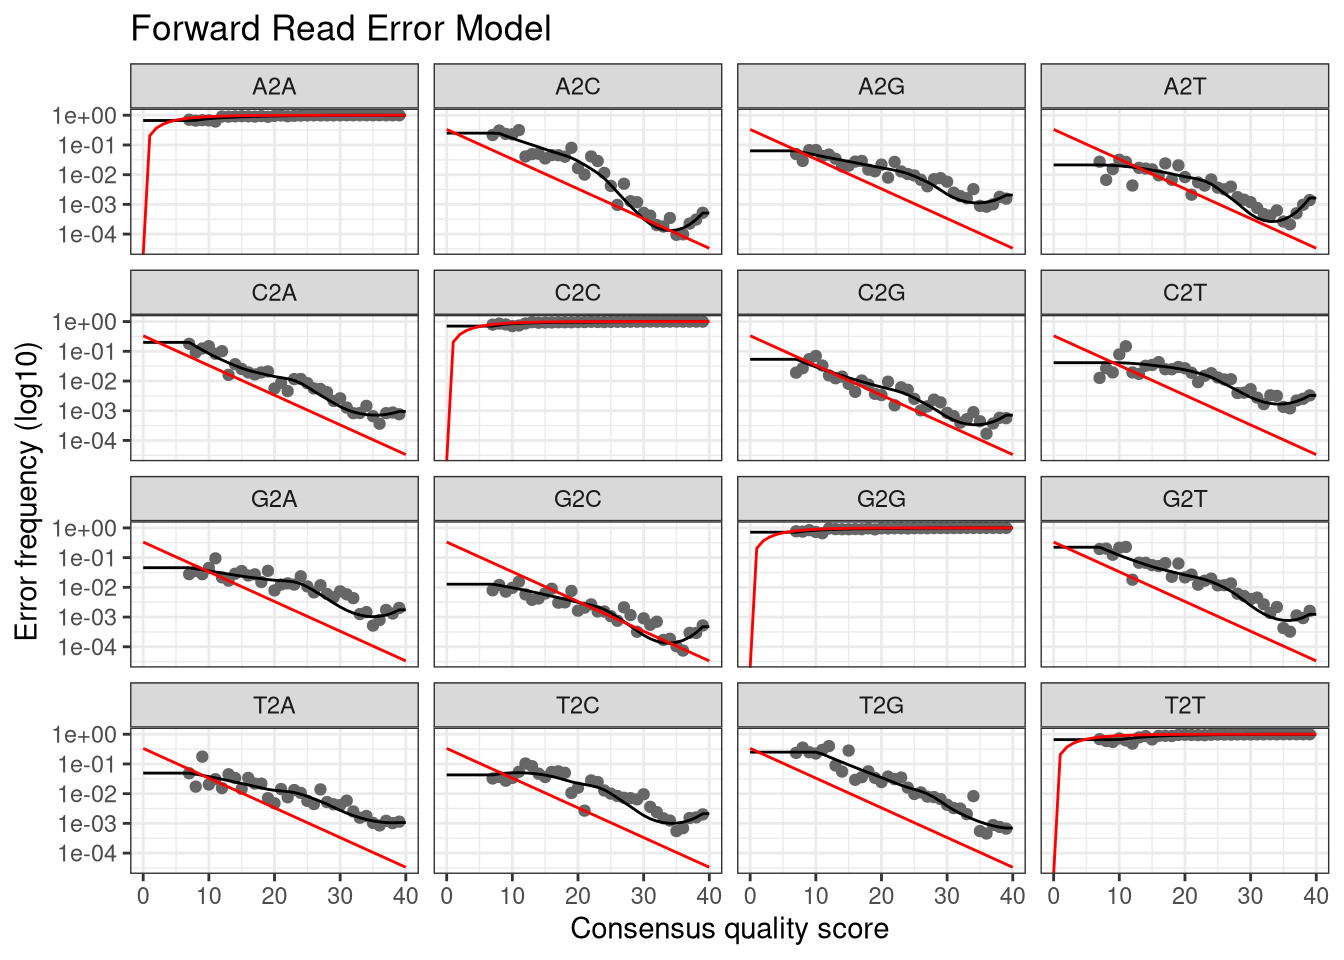 Forward Read Error Model
A2A A2C A2G A2T
1e+00
1e-01
1e-02
1e-03
1e-04
C2A C2C C2G C2T
1e+00
1e-01
1e-02
1e-03
1e-04
G2A G2C G2G G2T
1e+00
1e-01
1e-02
1e-03
1e-04
T2A T2C T2G T2T
1e+00
1e-01
1e-02
1e-03
1e-04
0 10 20 30 40 0 10 20 30 40 0 10 20 30 40 0 10 20 30 40
Consensus quality score
Error frequency (log10)